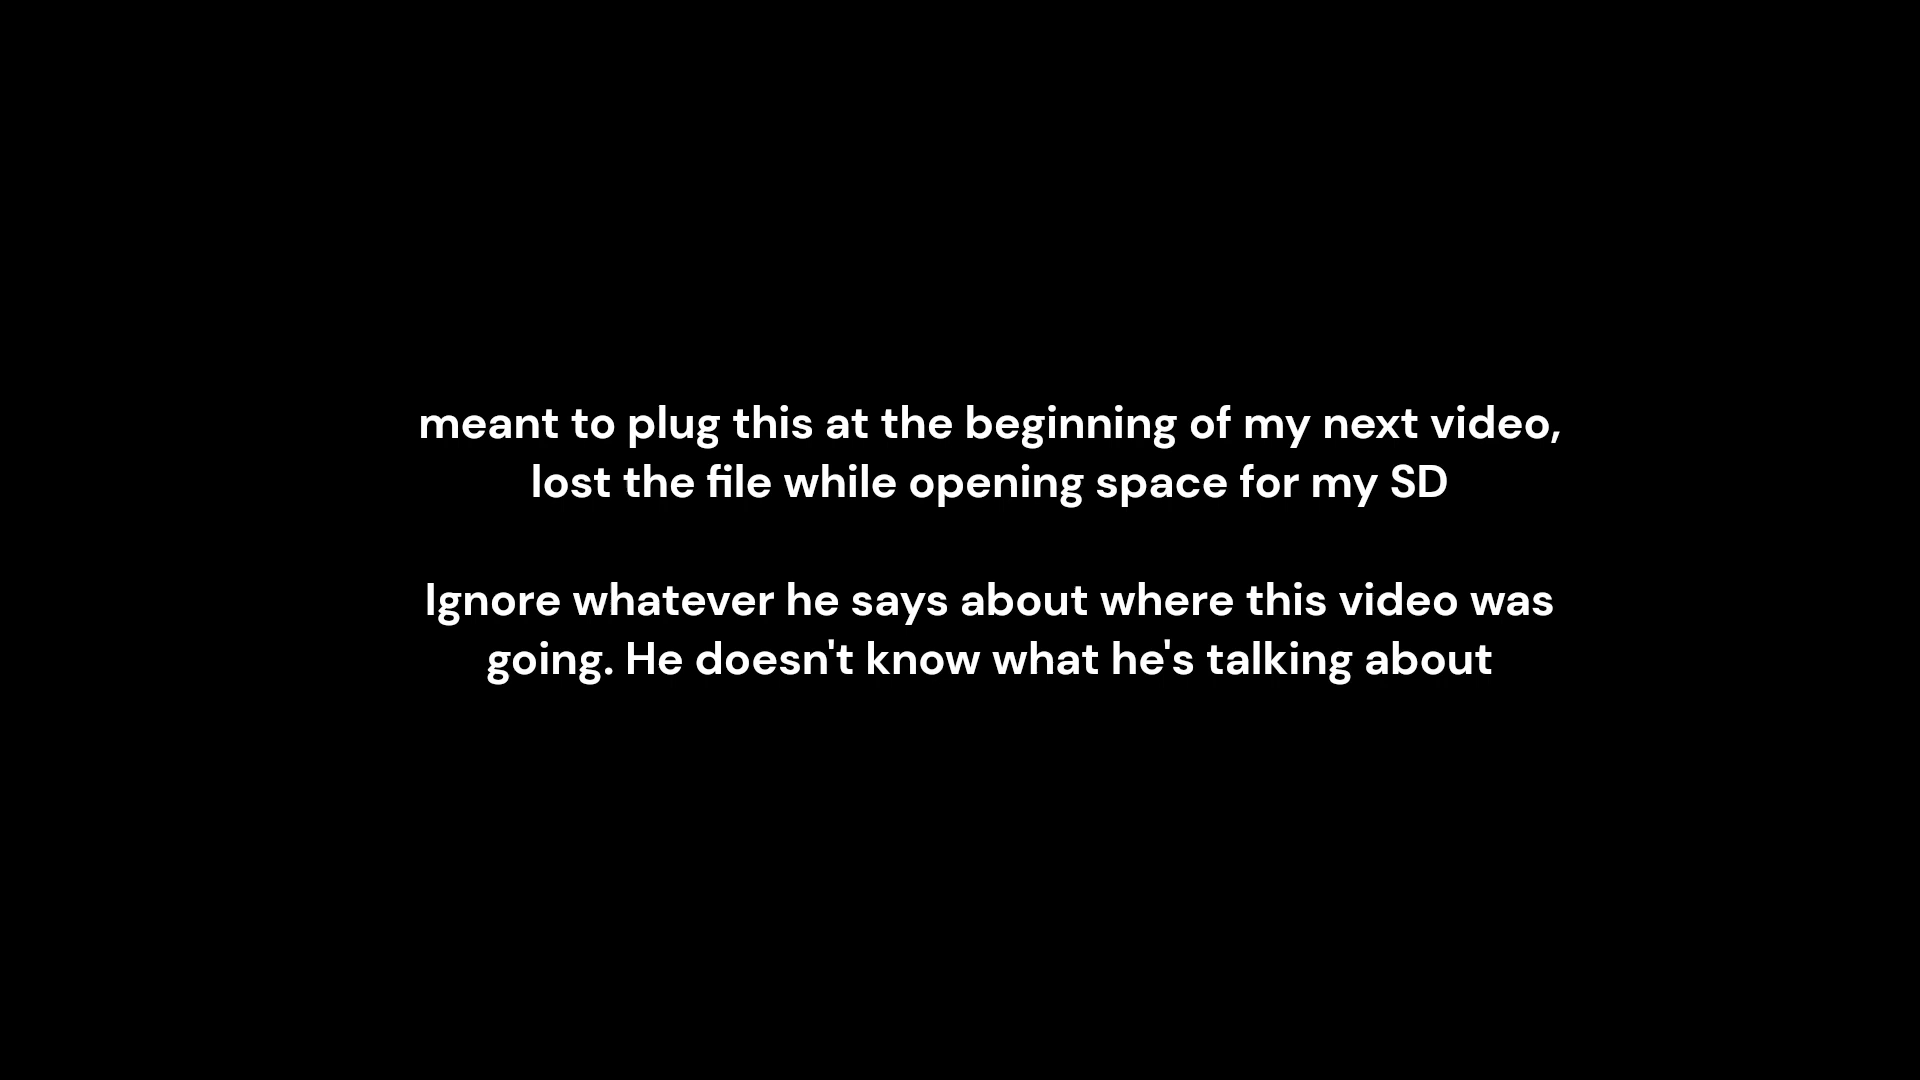 meant to plug this at the beginning of my next video,
lost the file while opening space for my SD
Ignore whatever he says about where this video was
going. He doesn't know what he's talking about